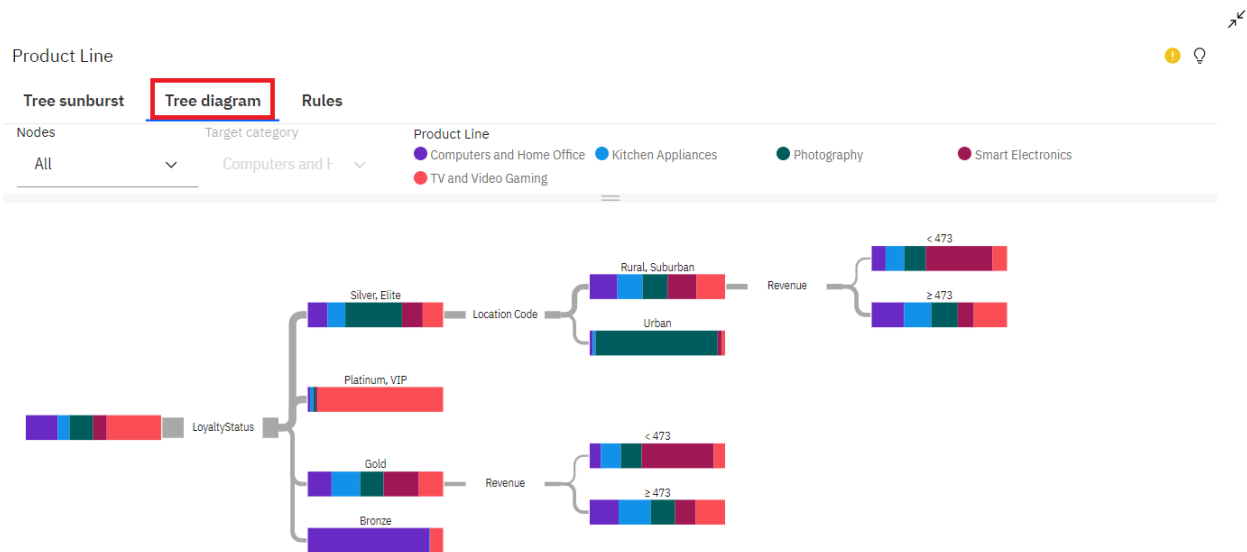 Product Line
Tree sunburst Tree diagram Rules
Nodes Target category Product Line
All Computers and H
Computers and Home Office Kitchen Appliances Photography Smart Electronics
TV and Video Gaming
< 473
Rural, Suburban
Revenue
Silver, Elite
≥ 473
Location Code
Urban
Platinum, VIP
LoyaltyStatus
< 473
Gold
Revenue
≥ 473
Bronze